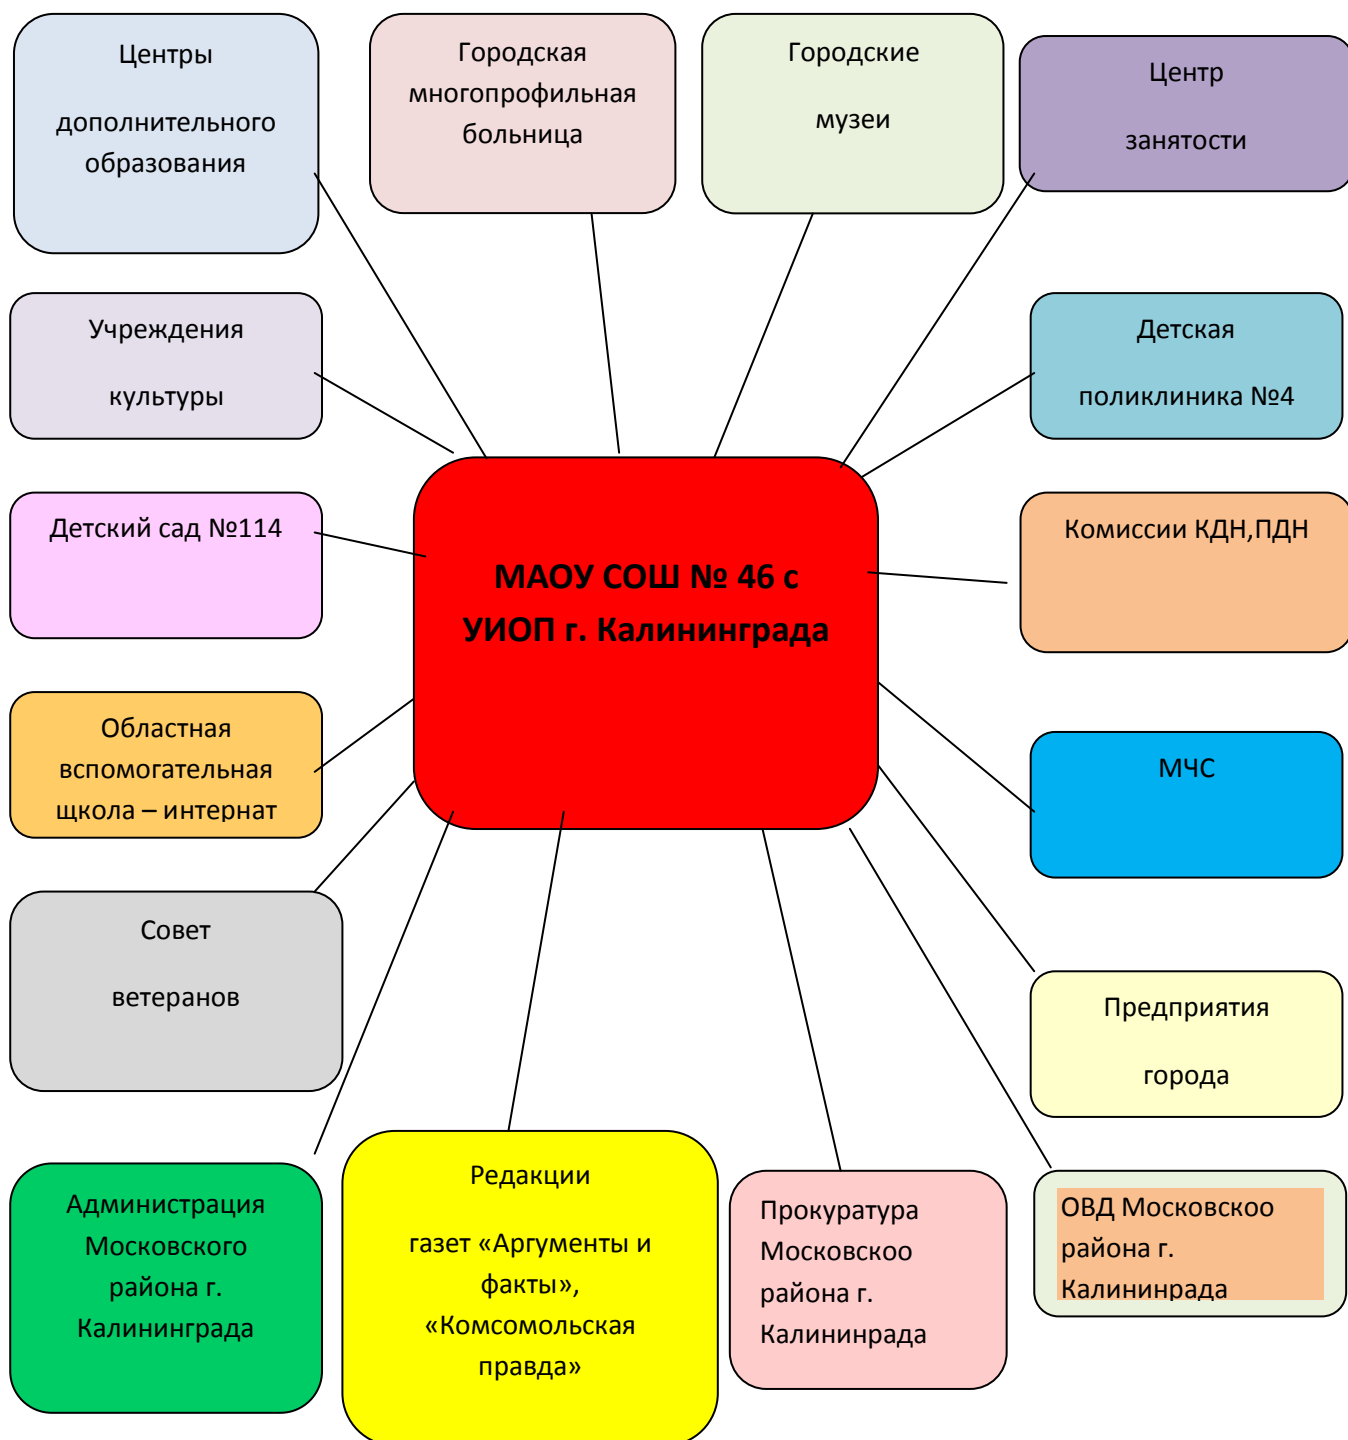 Центры
дополнительного
образования
Городская
многопрофильная
больница
Городские
музеи
Центр
занятости
Учреждения
культуры
Детская
поликлиника №4
Детский сад №114
МАОУ СОШ № 46 с
УИОП г. Калининграда
Комиссии КДН,ПДН
Областная
вспомогательная
щкола – интернат
МЧС
Совет
ветеранов
Предприятия
города
Администрация
Московского
района г.
Калининграда
Редакции
газет «Аргументы и
факты»,
«Комсомольская
правда»
Прокуратура
Московскоо
района г.
Калининрада
ОВД Московскоо
района г.
Калининрада